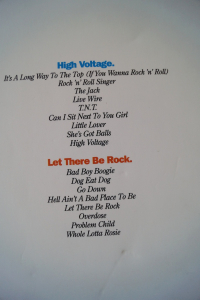 High Voltage.
It's A Long Way To The Top (If You Wanna Rock 'n' Roll)
Rock 'n' Roll Singer
The Jack
Live Wire
T.N.T.
Can I Sit Next To You Girl
Little Lover
She's Got Balls
High Voltage
Let There Be Rock.
Bad Boy Boogie
Dog Eat Dog
Go Down
Hell Ain't A Bad Place To Be
Let There Be Rock
Overdose
Problem Child
Whole Lotta Rosie